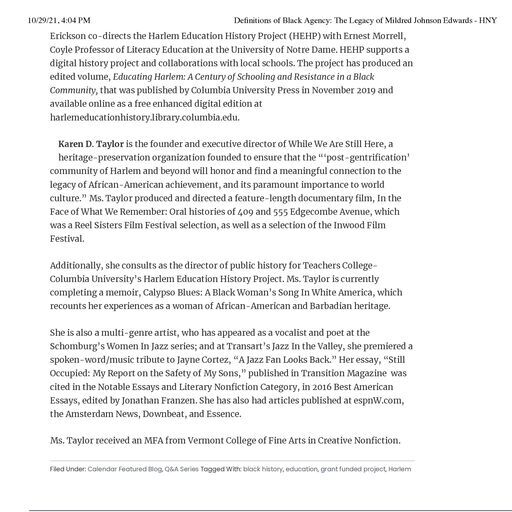 10/29/21, 4:04 PM
Definitions of Black Agency: The Legacy of Mildred Johnson Edwards - HNY
Erickson co-directs the Harlem Education History Project (HEHP) with Ernest Morrell,
Coyle Professor of Literacy Education at the University of Notre Dame. HEHP supports a
digital history project and collaborations with local schools. The project has produced an
edited volume, Educating Harlem: A Century of Schooling and Resistance in a Black
Community, that was published by Columbia University Press in November 2019 and
available online as a free enhanced digital edition at
harlemeducationhistory.library.columbia.edu.
Karen D. Taylor is the founder and executive director of While We Are Still Here, a
heritage-preservation organization founded to ensure that the “‘post-gentrification’
community of Harlem and beyond will honor and find a meaningful connection to the
legacy of African-American achievement, and its paramount importance to world
culture.” Ms. Taylor produced and directed a feature-length documentary film, In the
Face of What We Remember: Oral histories of 409 and 555 Edgecombe Avenue, which
was a Reel Sisters Film Festival selection, as well as a selection of the Inwood Film
Festival.
Additionally, she consults as the director of public history for Teachers College-
Columbia University’s Harlem Education History Project. Ms. Taylor is currently
completing a memoir, Calypso Blues: A Black Woman’s Song In White America, which
recounts her experiences as a woman of African-American and Barbadian heritage.
She is also a multi-genre artist, who has appeared as a vocalist and poet at the
Schomburg’s Women In Jazz series; and at Transart’s Jazz In the Valley, she premiered a
spoken-word/music tribute to Jayne Cortez, “A Jazz Fan Looks Back.” Her essay, “Still
Occupied: My Report on the Safety of My Sons,” published in Transition Magazine was
cited in the Notable Essays and Literary Nonfiction Category, in 2016 Best American
Essays, edited by Jonathan Franzen. She has also had articles published at espnW.com,
the Amsterdam News, Downbeat, and Essence.
Ms. Taylor received an MFA from Vermont College of Fine Arts in Creative Nonfiction.
Filed Under: Calendar Featured Blog, Q&A Series Tagged With: black history, education, grant funded project, Harlem